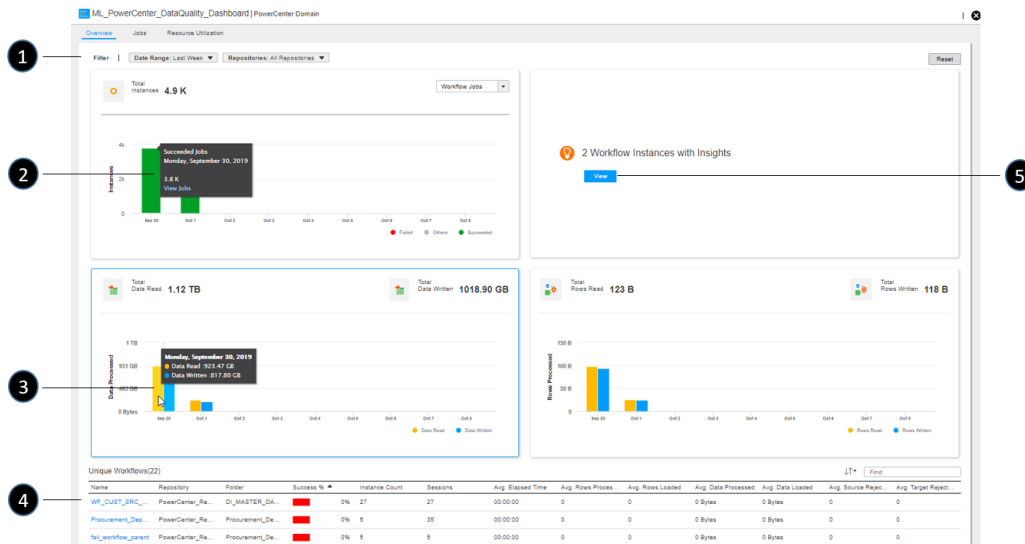 ML_PowerCenter_DataQuality_Dashboard | PowerCenter Domain
Overview Jobs Resource Utilization
1
Filter | Date Range: Last Week Repositories: All Repositories Reset
Total Instances 4.9 K Workflow Jobs
4k
2k
0
Instances
Succeeded Jobs
Monday, September 30, 2019
3.8 K
View Jobs
2
Sep 30 Oct 1 Oct 2 Oct 3 Oct 4 Oct 5 Oct 6 Oct 7 Oct 8
Failed Others Succeeded
2 Workflow Instances with Insights
View
5
Total Data Read 1.12 TB Total Data Written 1018.90 GB
1 TB
931 GB
0 Bytes
Data Processed
Monday, September 30, 2019
Data Read :923.47 GB
Data Written :817.80 GB
3
Sep 30 Oct 1 Oct 2 Oct 3 Oct 4 Oct 5 Oct 6 Oct 7 Oct 8
Data Read Data Written
Total Rows Read 123 B Total Rows Written 118 B
150 B
100 B
50 B
0
Rows Processed
Sep 30 Oct 1 Oct 2 Oct 3 Oct 4 Oct 5 Oct 6 Oct 7 Oct 8
Rows Read Rows Written
Unique Workflows(22) Find
Name Repository Folder Success % Instance Count Sessions Avg. Elapsed Time Avg. Rows Proces... Avg. Rows Loaded Avg. Data Processed Avg. Data Loaded Avg. Source Rejec... Avg. Target Reject...
4
WF_CUST_SRC_... PowerCenter_Re... DI_MASTER_DA... 0% 27 27 00:00:00 0 0 0 Bytes 0 Bytes 0 0
Procurement_Dep... PowerCenter_Re... Procurement_De... 0% 5 35 00:00:00 0 0 0 Bytes 0 Bytes 0 0
fail_workflow_parent PowerCenter_Re... Procurement_De... 0% 5 5 00:00:00 0 0 0 Bytes 0 Bytes 0 0